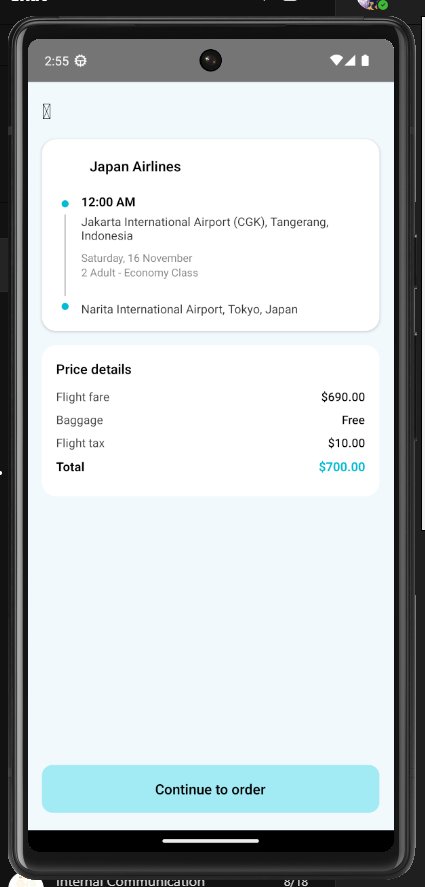 2:55
Japan Airlines
12:00 AM
Jakarta International Airport (CGK), Tangerang,
Indonesia
Saturday, 16 November
2 Adult - Economy Class
Narita International Airport, Tokyo, Japan
Price details
Flight fare $690.00
Baggage Free
Flight tax $10.00
Total $700.00
Continue to order
Internal Communication 8/18